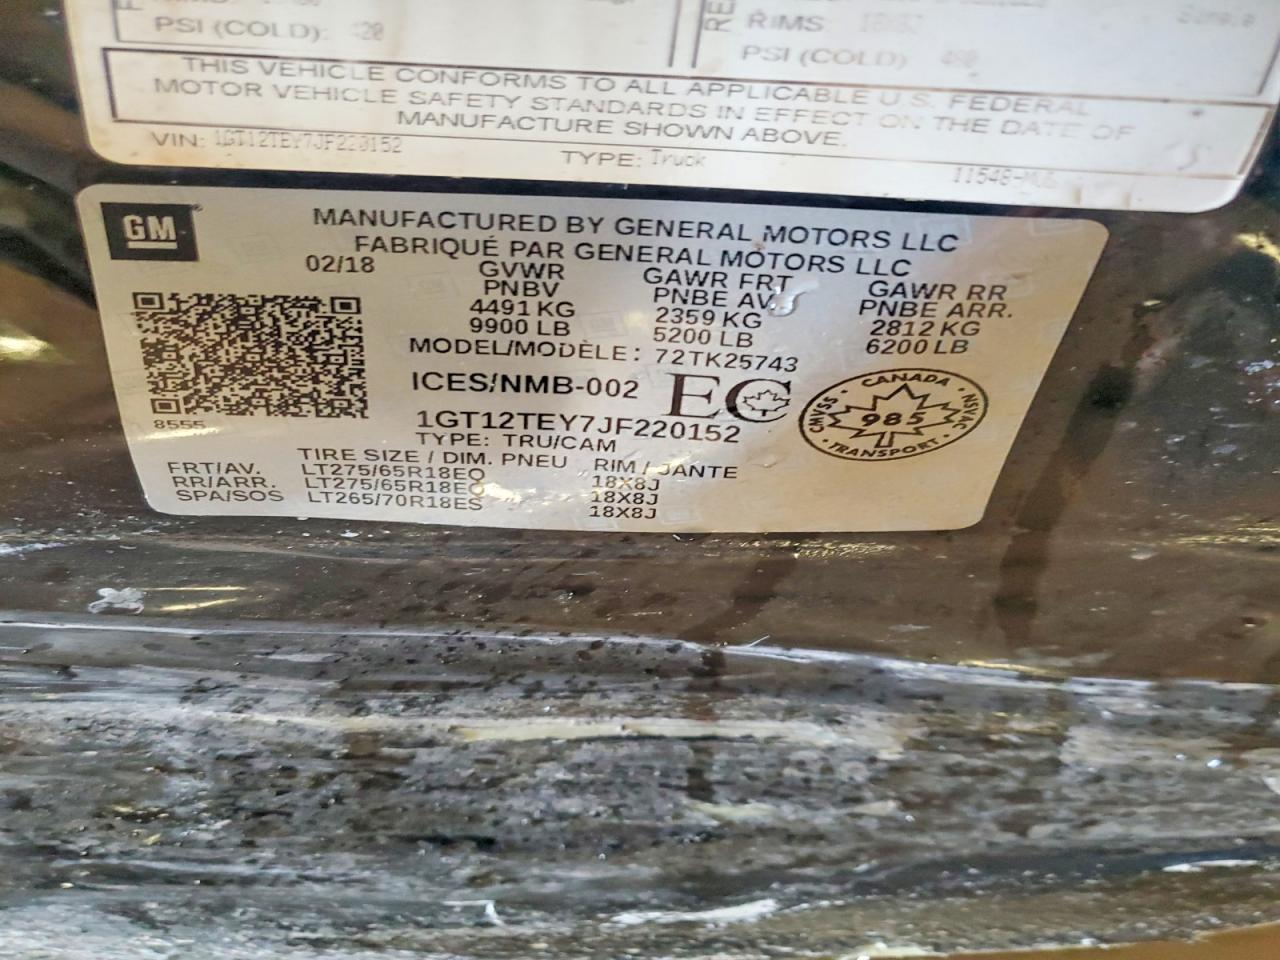 PSI (COLD): 420
RIMS 18X8J
PSI (COLD) 480
THIS VEHICLE CONFORMS TO ALL APPLICABLE U.S. FEDERAL
MOTOR VEHICLE SAFETY STANDARDS IN EFFECT ON THE DATE OF
MANUFACTURE SHOWN ABOVE.
VIN: 1GT12TEY7JF220152
TYPE: Truck
GM
MANUFACTURED BY GENERAL MOTORS LLC
FABRIQUÉ PAR GENERAL MOTORS LLC
02/18 GVWR GAWR FRT GAWR RR
PNBV PNBE AV. PNBE ARR.
4491 KG 2359 KG 2812 KG
9900 LB 5200 LB 6200 LB
MODEL/MODÈLE: 72TK25743
ICES/NMB-002 EC
CANADA
CMVSS 985 NSVAC
TRANSPORT
1GT12TEY7JF220152
8555
TYPE: TRU/CAM
TIRE SIZE / DIM. PNEU RIM / JANTE
FRT/AV. LT275/65R18EQ 18X8J
RR/ARR. LT275/65R18EQ 18X8J
SPA/SOS LT265/70R18ES 18X8J